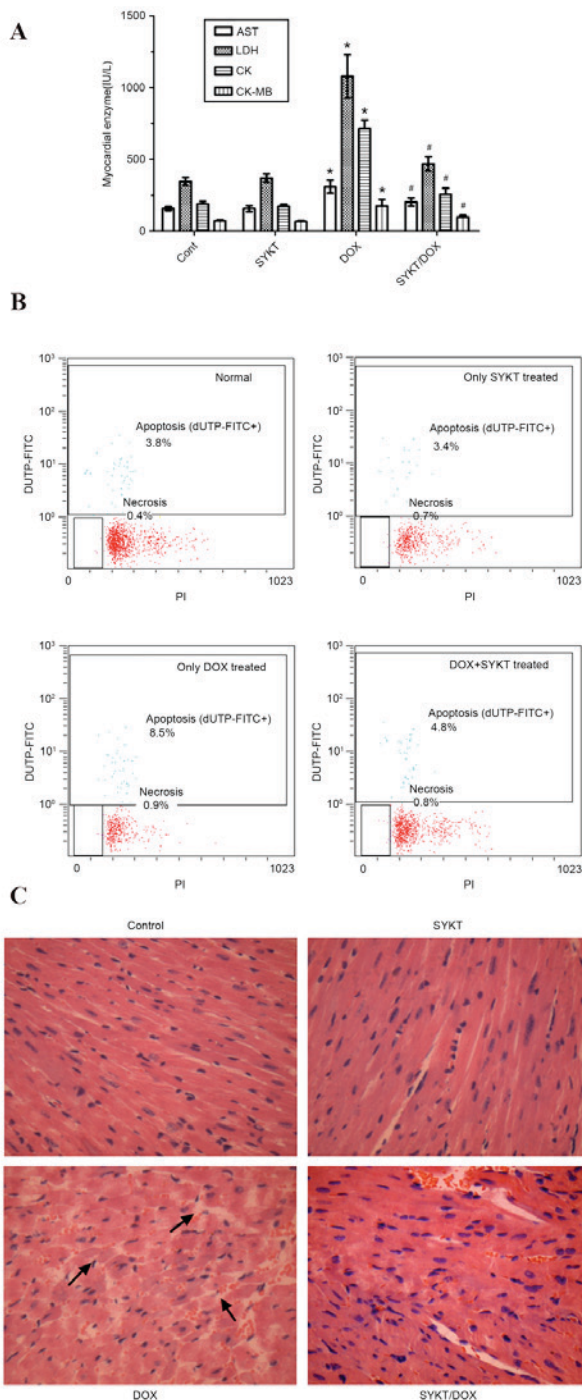 A
Myocardial enzyme(IU/L)
1500
1000
500
0
AST
LDH
CK
CK-MB
* * * *
# # # #
Cont SYKT DOX SYKT/DOX
B
Normal
Apoptosis (dUTP-FITC+)
3.8%
Necrosis
0.4%
DUTP-FITC
10³
10²
10¹
10⁰
0 1023
PI
Only SYKT treated
Apoptosis (dUTP-FITC+)
3.4%
Necrosis
0.7%
DUTP-FITC
10³
10²
10¹
10⁰
0 1023
PI
Only DOX treated
Apoptosis (dUTP-FITC+)
8.5%
Necrosis
0.9%
DUTP-FITC
10³
10²
10¹
10⁰
0 1023
PI
DOX+SYKT treated
Apoptosis (dUTP-FITC+)
4.8%
Necrosis
0.8%
DUTP-FITC
10³
10²
10¹
10⁰
0 1023
PI
C
Control SYKT
DOX SYKT/DOX